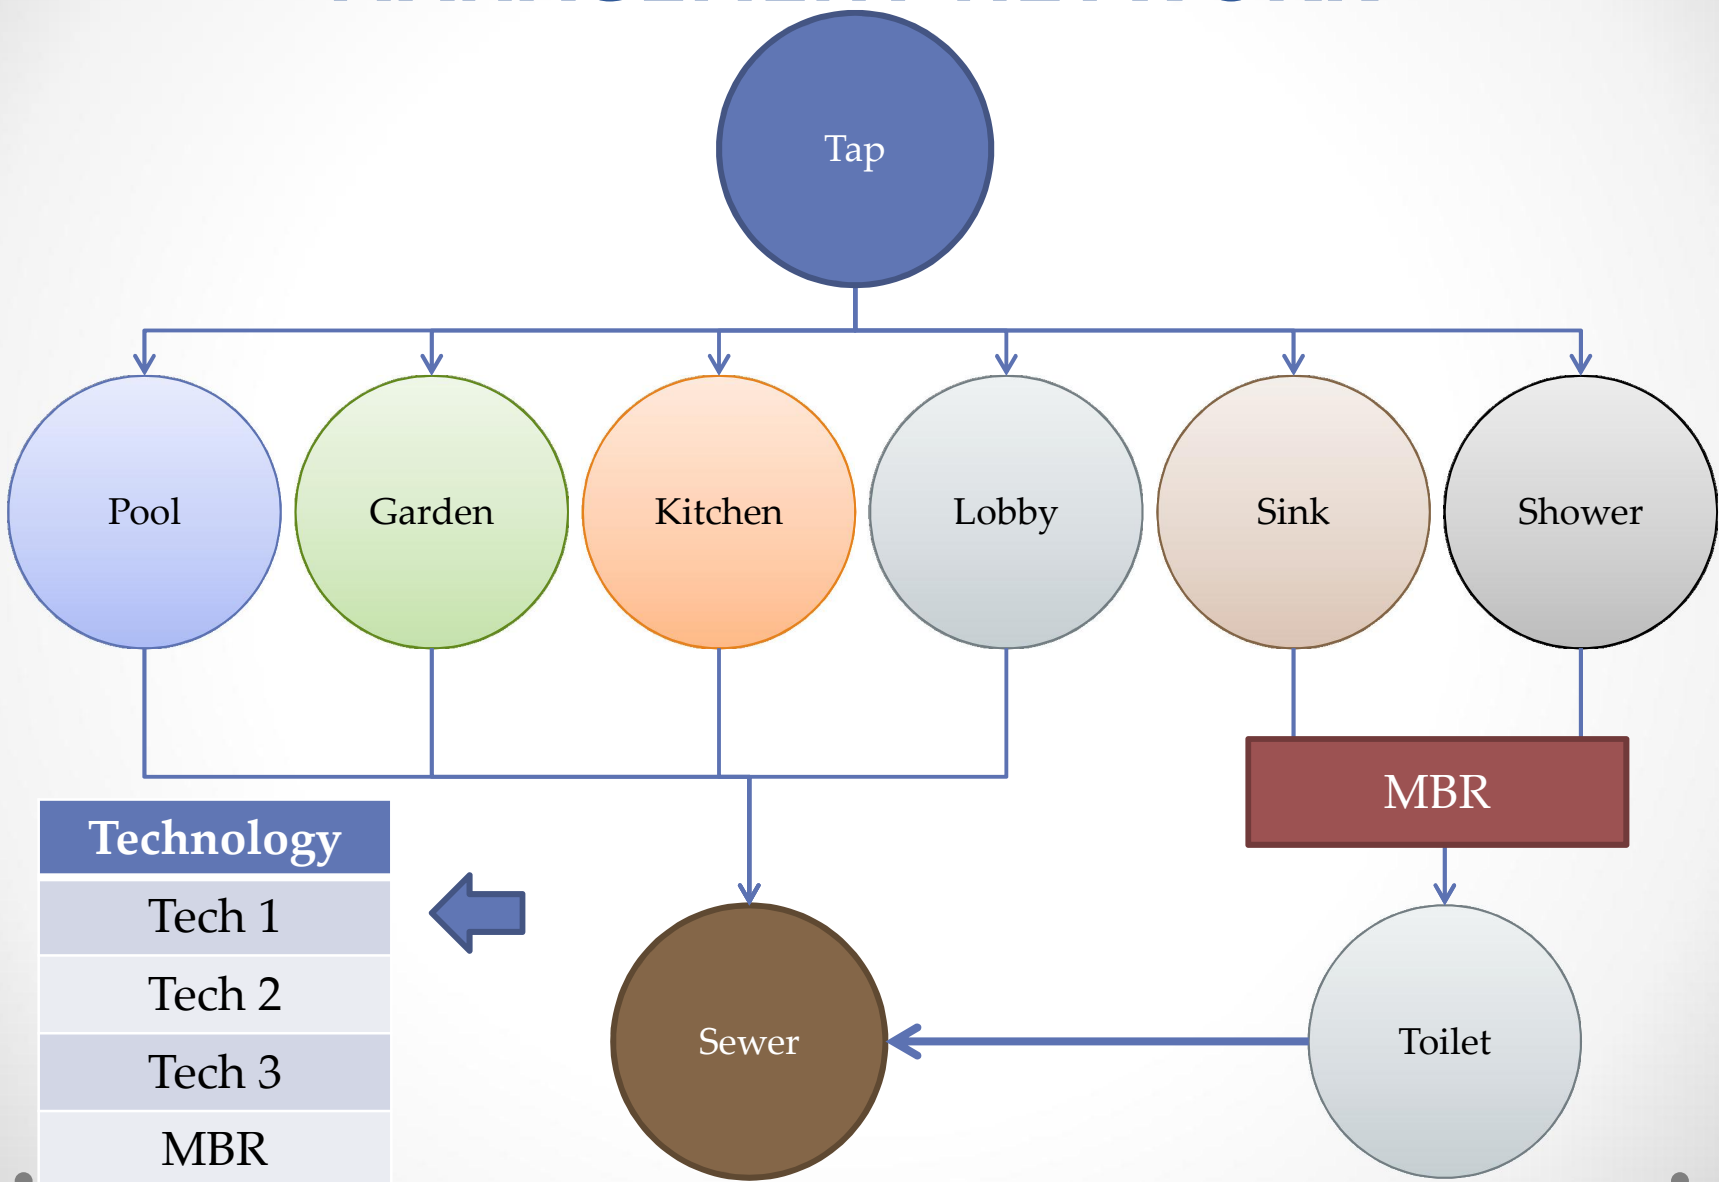 Tap
Pool
Garden
Kitchen
Lobby
Sink
Shower
MBR
Technology
Tech 1
Tech 2
Tech 3
MBR
Sewer
Toilet